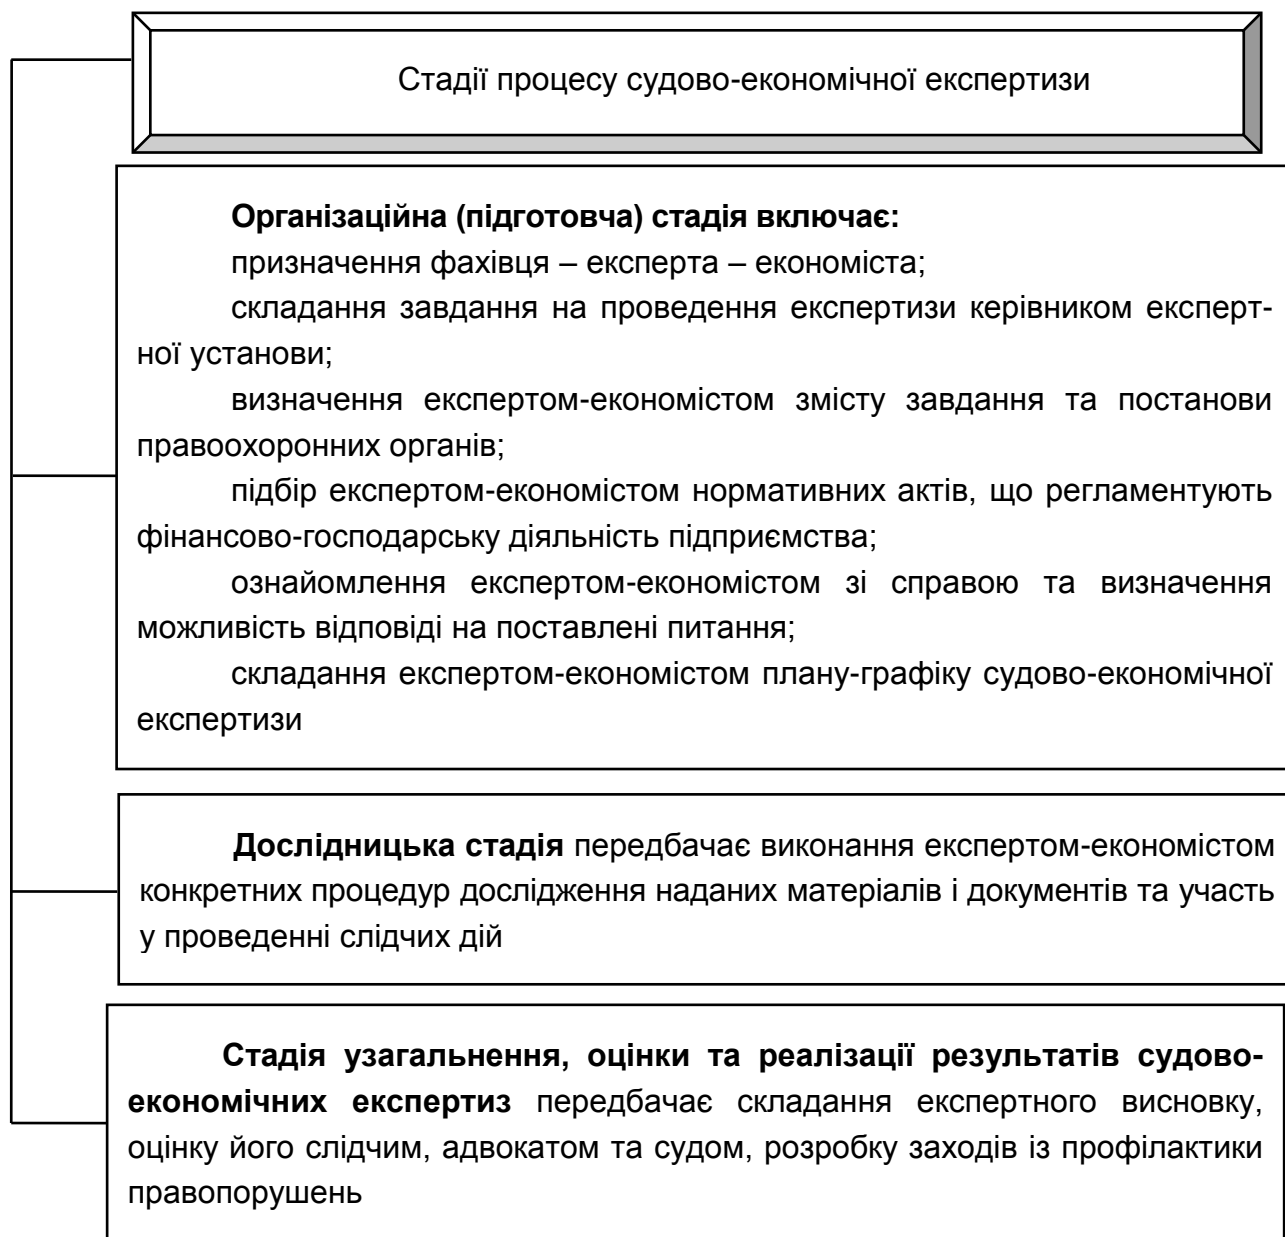 Стадії процесу судово-економічної експертизи
Організаційна (підготовча) стадія включає:
призначення фахівця – експерта – економіста;
складання завдання на проведення експертизи керівником експерт-
ної установи;
визначення експертом-економістом змісту завдання та постанови
правоохоронних органів;
підбір експертом-економістом нормативних актів, що регламентують
фінансово-господарську діяльність підприємства;
ознайомлення експертом-економістом зі справою та визначення
можливість відповіді на поставлені питання;
складання експертом-економістом плану-графіку судово-економічної
експертизи
Дослідницька стадія передбачає виконання експертом-економістом
конкретних процедур дослідження наданих матеріалів і документів та участь
у проведенні слідчих дій
Стадія узагальнення, оцінки та реалізації результатів судово-
економічних експертиз передбачає складання експертного висновку,
оцінку його слідчим, адвокатом та судом, розробку заходів із профілактики
правопорушень